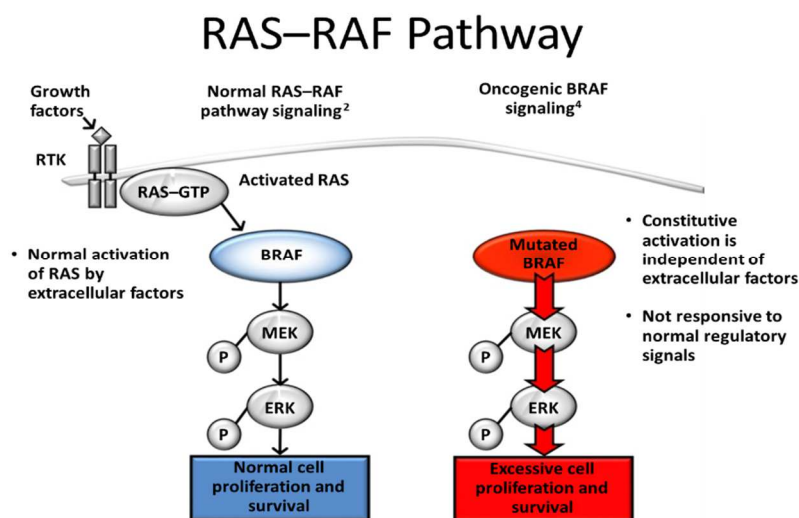 RAS–RAF Pathway
Growth
factors
Normal RAS–RAF
pathway signaling²
Oncogenic BRAF
signaling⁴
RTK
RAS–GTP
Activated RAS
• Normal activation
of RAS by
extracellular factors
BRAF
MEK
P
ERK
P
Normal cell
proliferation and
survival
Mutated
BRAF
MEK
P
ERK
P
Excessive cell
proliferation and
survival
• Constitutive
activation is
independent of
extracellular factors
• Not responsive to
normal regulatory
signals